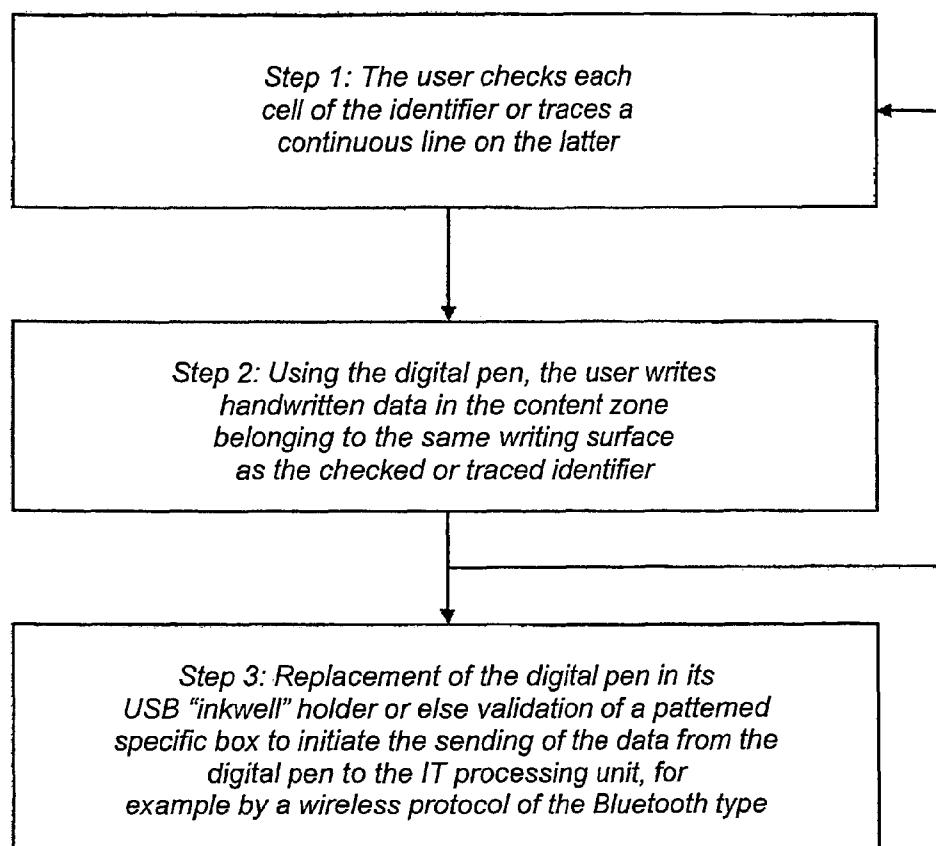 Step 1: The user checks each
cell of the identifier or traces a
continuous line on the latter
Step 2: Using the digital pen, the user writes
handwritten data in the content zone
belonging to the same writing surface
as the checked or traced identifier
Step 3: Replacement of the digital pen in its
USB "inkwell" holder or else validation of a patterned
specific box to initiate the sending of the data from the
digital pen to the IT processing unit, for
example by a wireless protocol of the Bluetooth type